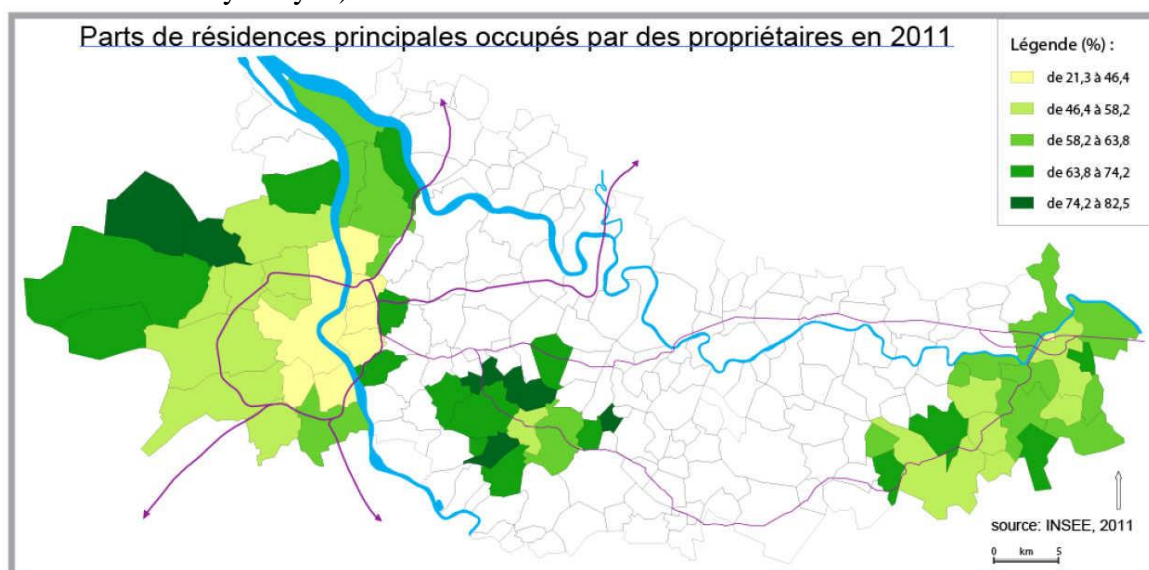 Parts de résidences principales occupés par des propriétaires en 2011
Légende (%) :
de 21,3 à 46,4
de 46,4 à 58,2
de 58,2 à 63,8
de 63,8 à 74,2
de 74,2 à 82,5
source: INSEE, 2011
0 km 5